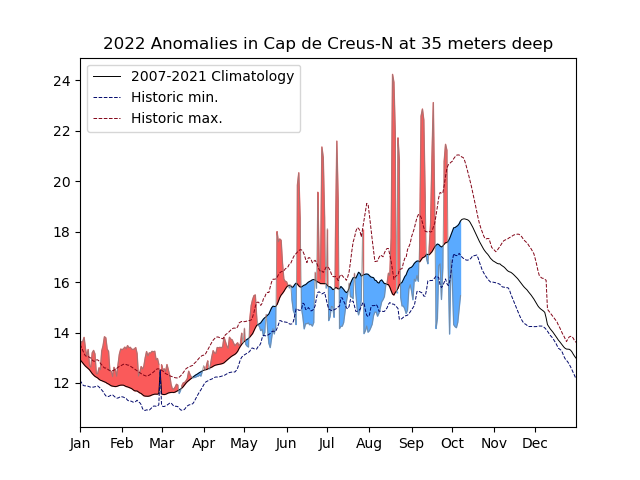 2022 Anomalies in Cap de Creus-N at 35 meters deep
2007-2021 Climatology
Historic min.
Historic max.
24
22
20
18
16
14
12
Jan Feb Mar Apr May Jun Jul Aug Sep Oct Nov Dec